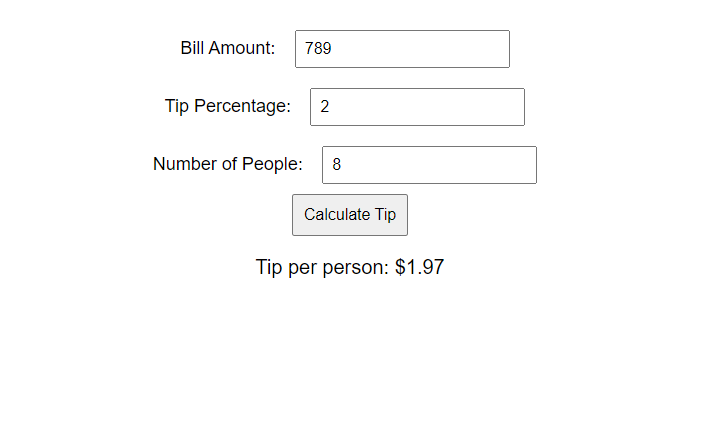 Bill Amount: 789
Tip Percentage: 2
Number of People: 8
Calculate Tip
Tip per person: $1.97